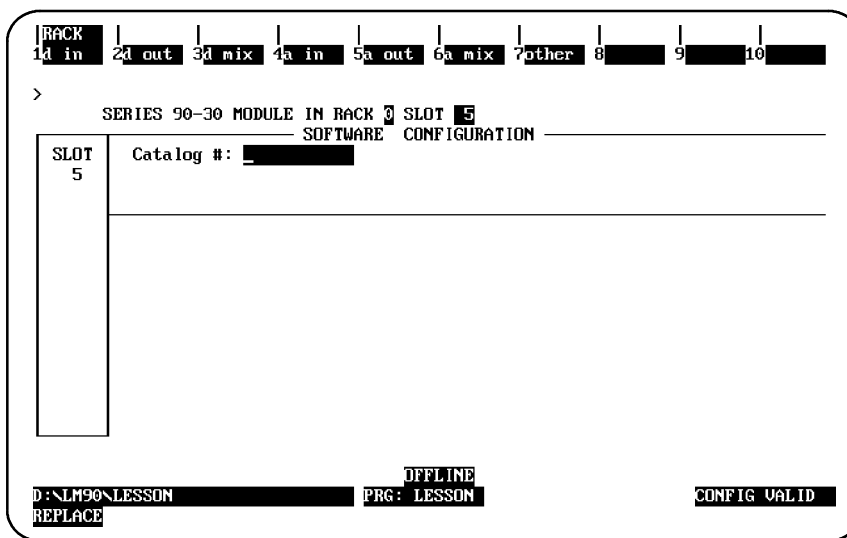 RACK
1d in 2d out 3d mix 4a in 5a out 6a mix 7other 8 9 10
>
SERIES 90-30 MODULE IN RACK 0 SLOT 5
SOFTWARE CONFIGURATION
SLOT Catalog #: _
5
OFFLINE
D:\LM90\LESSON PRG: LESSON CONFIG VALID
REPLACE